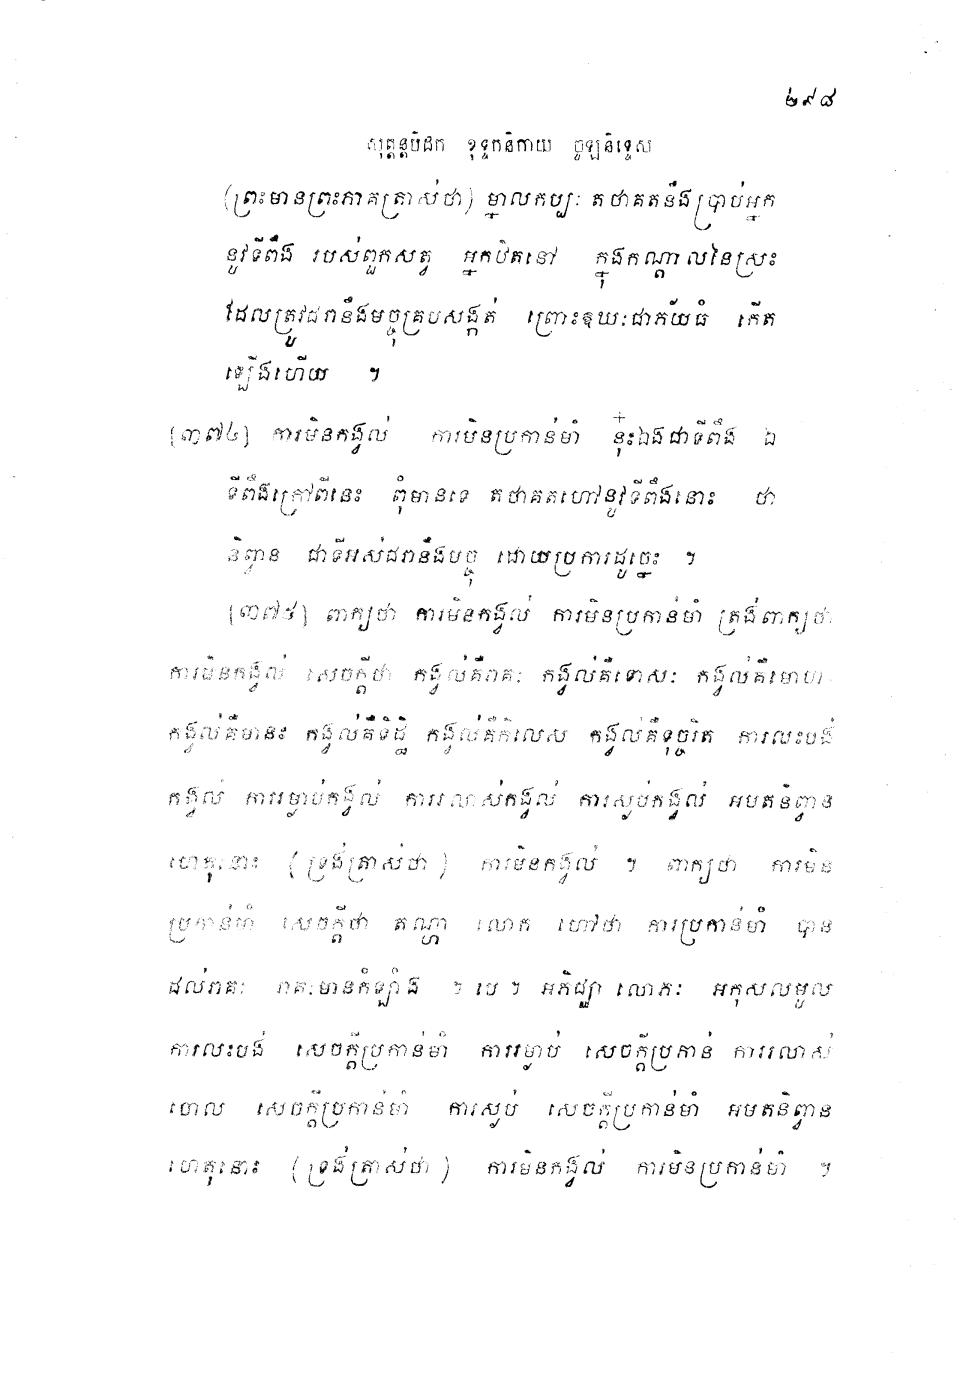 ២៩៨
សុត្តន្តបិដក ខុទ្ទកនិកាយ ចូឡនិទ្ទេស
(ព្រះមានព្រះភាគត្រាស់ថា) ម្នាលកប្បៈ តថាគតនឹងប្រាប់អ្នក
នូវទីពឹង របស់ពួកសត្វ អ្នកឋិតនៅ ក្នុងកណ្តាលនៃស្រះ
ដែលត្រូវជរានឹងមច្ចុគ្របសង្កត់ ព្រោះឱឃៈជាភ័យធំ កើត
ឡើងហើយ ។
[៣៧៤] ការមិនកង្វល់ ការមិនប្រកាន់មាំ នុ៎ះឯងជាទីពឹង ឯ
ទីពឹងក្រៅពីនេះ ពុំមានទេ តថាគតហៅនូវទីពឹងនោះ ថា
និព្វាន ជាទីអស់ជរានឹងមច្ចុ ដោយប្រការដូច្នេះ ។
[៣៧៥] ពាក្យថា ការមិនកង្វល់ ការមិនប្រកាន់មាំ ត្រង់ពាក្យថា
ការមិនកង្វល់ សេចក្តីថា កង្វល់គឺរាគៈ កង្វល់គឺទោសៈ កង្វល់គឺមោហៈ
កង្វល់គឺមានះ កង្វល់គឺទិដ្ឋិ កង្វល់គឺកិលេស កង្វល់គឺទុច្ចរិត ការលះបង់
កង្វល់ ការរម្ងាប់កង្វល់ ការរលាស់កង្វល់ ការស្ងប់កង្វល់ អមតនិព្វាន
ហេតុនោះ (ទ្រង់ត្រាស់ថា) ការមិនកង្វល់ ។ ពាក្យថា ការមិន
ប្រកាន់មាំ សេចក្តីថា តណ្ហា លោក ហៅថា ការប្រកាន់មាំ បាន
ដល់រាគៈ រាគៈមានកំឡាំង ។ បេ ។ អភិជ្ឈា លោភៈ អកុសលមូល
ការលះបង់ សេចក្តីប្រកាន់មាំ ការរម្ងាប់ សេចក្តីប្រកាន់ ការរលាស់
ចោល សេចក្តីប្រកាន់មាំ ការស្ងប់ សេចក្តីប្រកាន់មាំ អមតនិព្វាន
ហេតុនោះ (ទ្រង់ត្រាស់ថា) ការមិនកង្វល់ ការមិនប្រកាន់មាំ ។